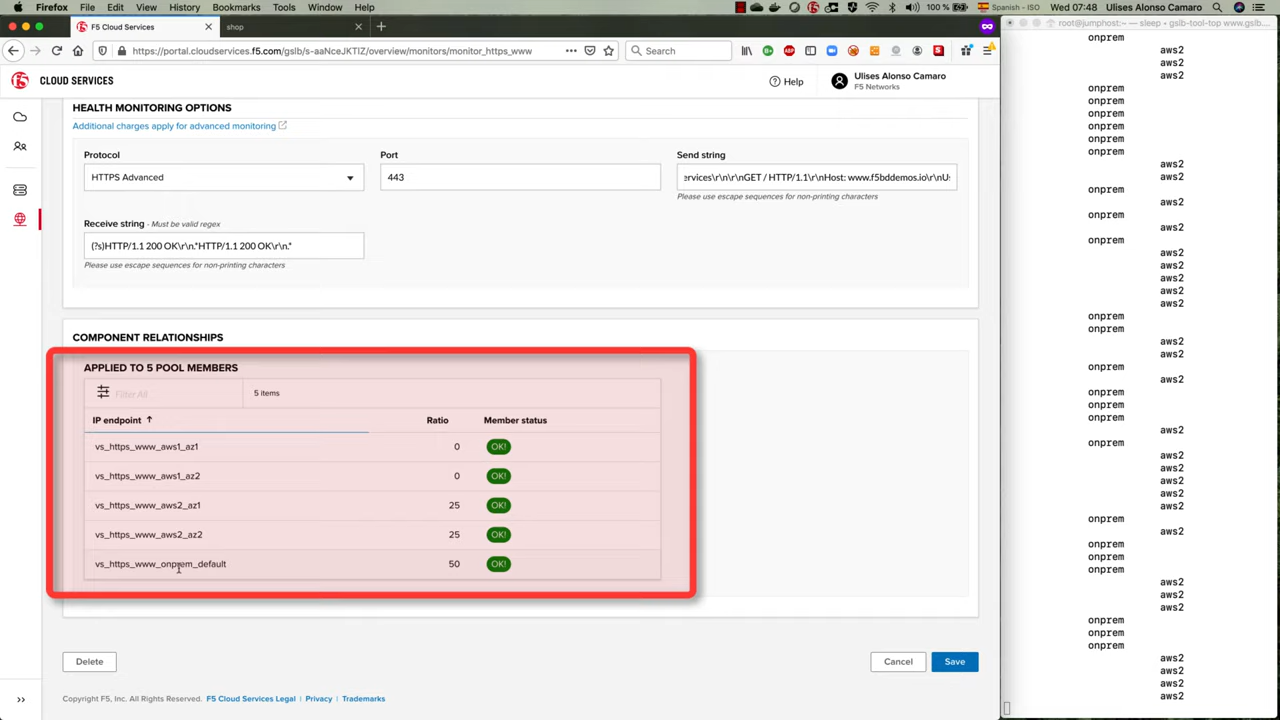 Firefox File Edit View History Bookmarks Tools Window Help
100 % Spanish - ISO Wed 07:48 Ulises Alonso Camaro
F5 Cloud Services
shop
root@jumphost:~ — sleep ‹ gslb-tool-top www.gslb...
https://portal.cloudservices.f5.com/gslb/s-aaNceJKTIZ/overview/monitors/monitor_https_www
Search
CLOUD SERVICES
Help
Ulises Alonso Camaro
F5 Networks
HEALTH MONITORING OPTIONS
Additional charges apply for advanced monitoring
Protocol
Port
Send string
HTTPS Advanced
443
ervices\r\n\r\nGET / HTTP/1.1\r\nHost: www.f5bddemos.io\r\nU
Please use escape sequences for non-printing characters
Receive string - Must be valid regex
(?s)HTTP/1.1 200 OK\r\n.*HTTP/1.1 200 OK\r\n.*
Please use escape sequences for non-printing characters
COMPONENT RELATIONSHIPS
APPLIED TO 5 POOL MEMBERS
Filter All
5 items
IP endpoint Ratio Member status
vs_https_www_aws1_az1 0 OK!
vs_https_www_aws1_az2 0 OK!
vs_https_www_aws2_az1 25 OK!
vs_https_www_aws2_az2 25 OK!
vs_https_www_onprem_default 50 OK!
Delete
Cancel
Save
Copyright F5, Inc. All Rights Reserved. F5 Cloud Services Legal | Privacy | Trademarks
onprem
aws2
aws2
aws2
onprem
onprem
onprem
onprem
onprem
onprem
aws2
aws2
onprem
aws2
onprem
aws2
onprem
aws2
aws2
aws2
aws2
aws2
onprem
onprem
aws2
aws2
onprem
aws2
onprem
onprem
onprem
aws2
onprem
aws2
aws2
aws2
aws2
aws2
onprem
aws2
onprem
onprem
onprem
aws2
aws2
aws2
onprem
onprem
onprem
aws2
aws2
aws2
aws2